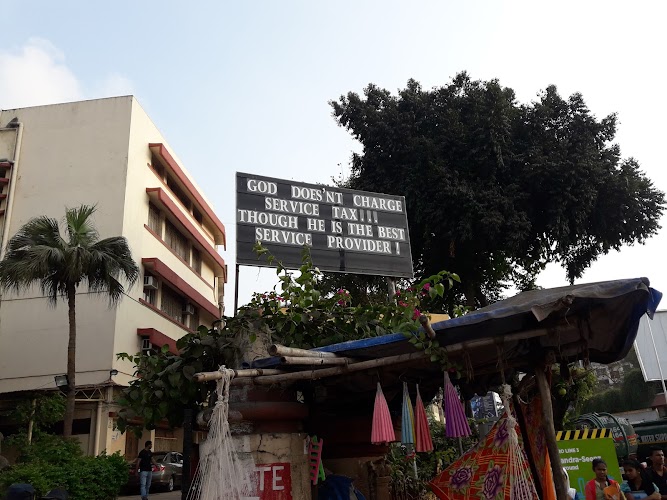 GOD DOES'NT CHARGE
SERVICE TAX!!!
THOUGH HE IS THE BEST
SERVICE PROVIDER!